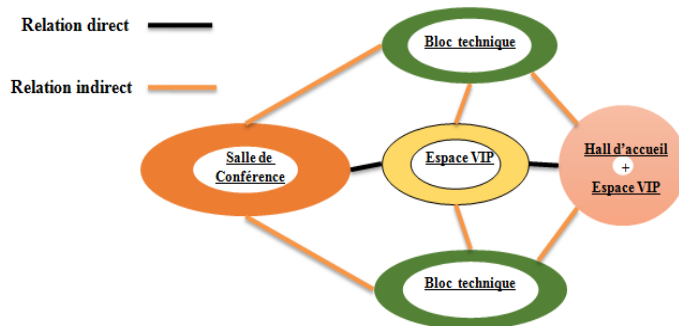 Relation direct
Relation indirect
Bloc technique
Salle de
Conférence
Espace VIP
Hall d'accueil
+
Espace VIP
Bloc technique